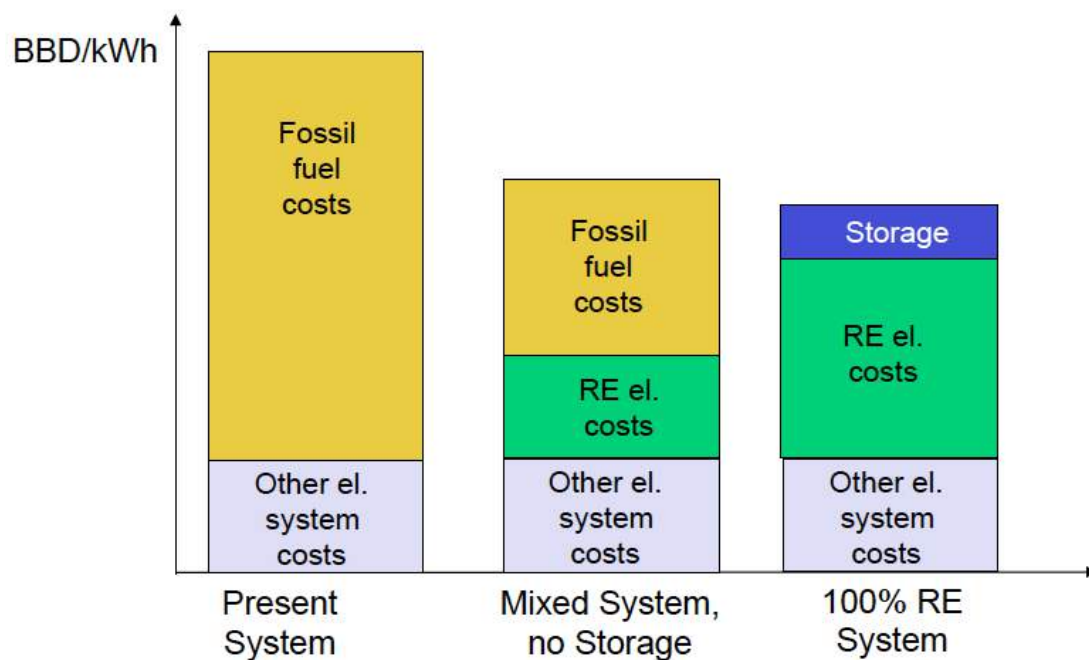 BBD/kWh
Fossil
fuel
costs
Other el.
system
costs
Fossil
fuel
costs
RE el.
costs
Other el.
system
costs
Storage
RE el.
costs
Other el.
system
costs
Present
System
Mixed System,
no Storage
100% RE
System